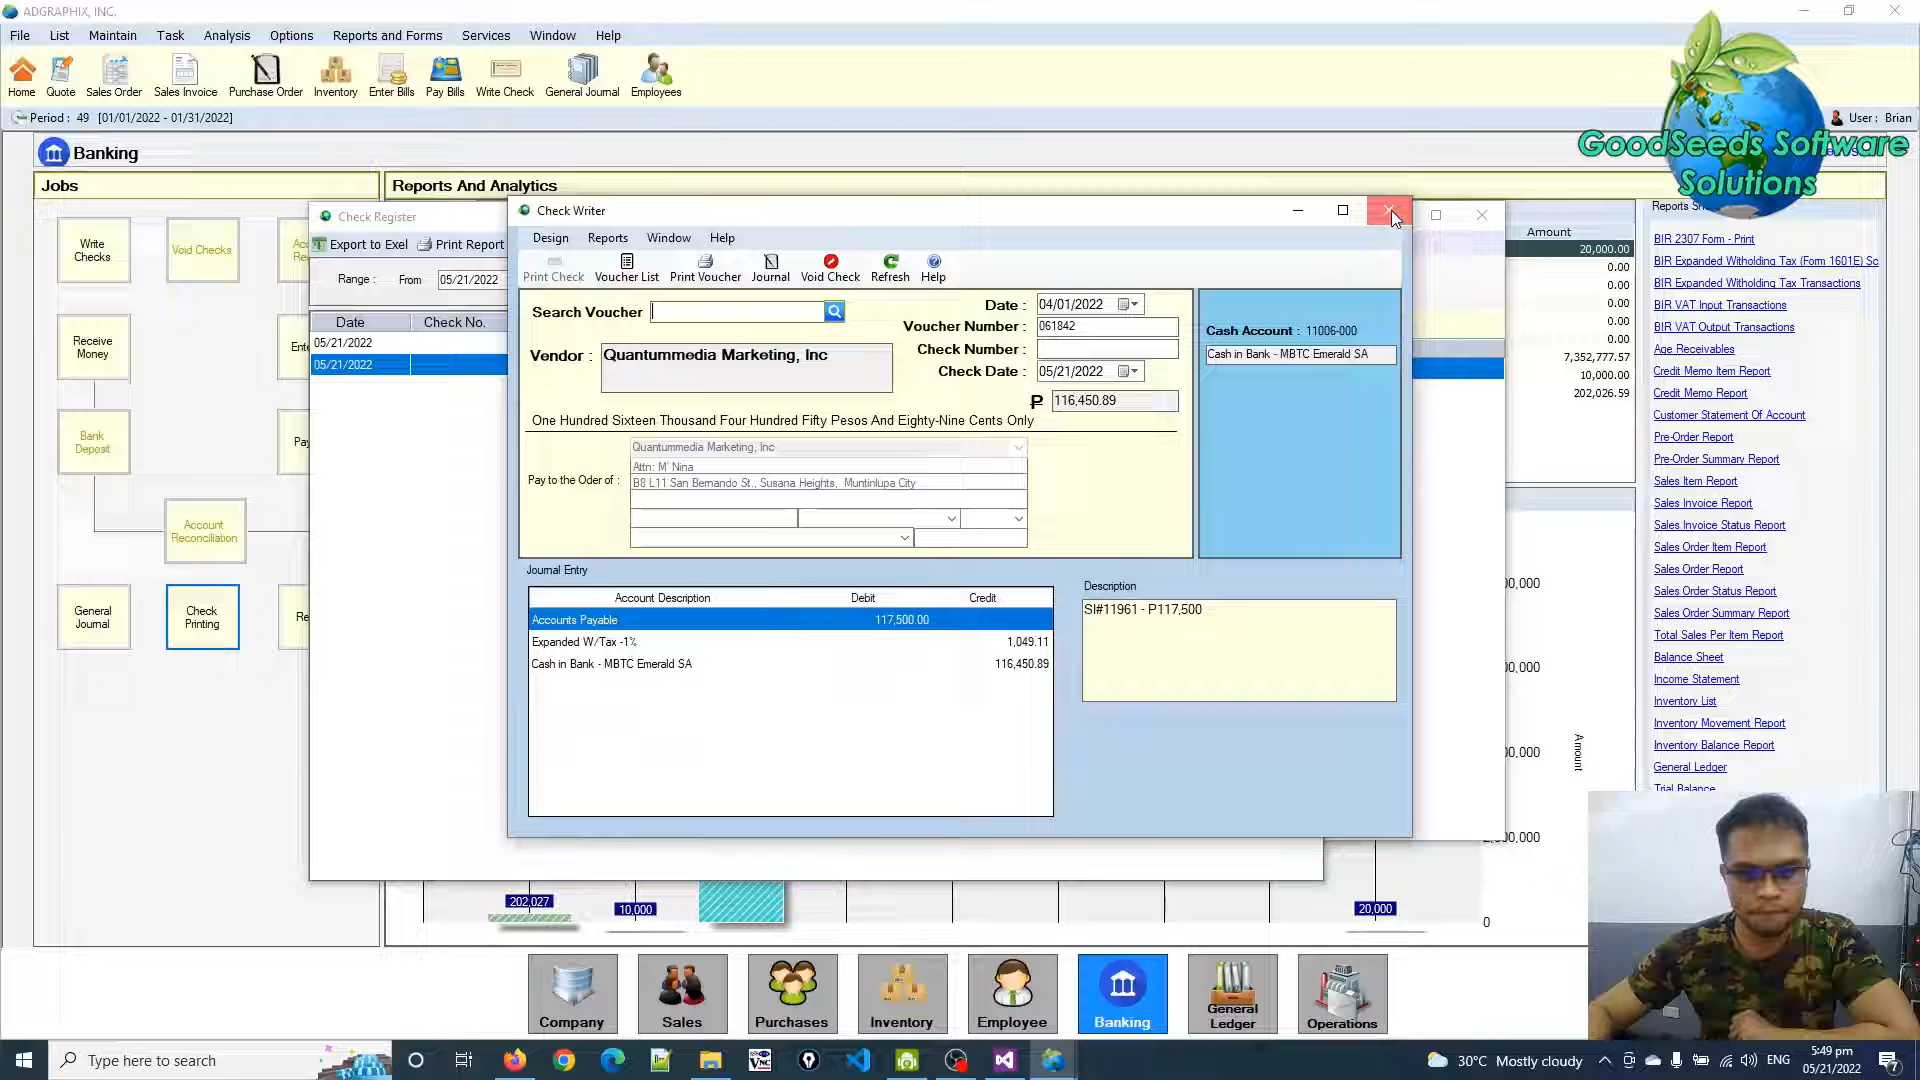 ADGRAPHIX, INC.
File List Maintain Task Analysis Options Reports and Forms Services Window Help
Home Quote Sales Order Sales Invoice Purchase Order Inventory Enter Bills Pay Bills Write Check General Journal Employees
Period : 49 [01/01/2022 - 01/31/2022]
User : Brian
GoodSeeds Software
Solutions
Banking
Jobs
Reports And Analytics
Write Checks
Void Checks
Receive Money
Bank Deposit
Account Reconciliation
General Journal
Check Printing
Check Register
Export to Exel Print Report
Range : From 05/21/2022
Date Check No.
05/21/2022
05/21/2022
Check Writer
Design Reports Window Help
Print Check Voucher List Print Voucher Journal Void Check Refresh Help
Search Voucher
Date : 04/01/2022
Voucher Number : 061842
Vendor : Quantummedia Marketing, Inc
Check Number :
Check Date : 05/21/2022
₱ 116,450.89
One Hundred Sixteen Thousand Four Hundred Fifty Pesos And Eighty-Nine Cents Only
Cash Account : 11006-000
Cash in Bank - MBTC Emerald SA
Pay to the Oder of :
Quantummedia Marketing, Inc
Attn: M' Nina
B8 L11 San Bernando St., Susana Heights, Muntinlupa City
Journal Entry
Account Description Debit Credit
Accounts Payable 117,500.00
Expanded W/Tax -1% 1,049.11
Cash in Bank - MBTC Emerald SA 116,450.89
Description
SI#11961 - P117,500
Amount
20,000.00
0.00
0.00
0.00
0.00
0.00
7,352,777.57
10,000.00
202,026.59
Amount
0
202,027
10,000
20,000
Reports
BIR 2307 Form - Print
BIR Expanded Witholding Tax (Form 1601E) Sc
BIR Expanded Witholding Tax Transactions
BIR VAT Input Transactions
BIR VAT Output Transactions
Age Receivables
Credit Memo Item Report
Credit Memo Report
Customer Statement Of Account
Pre-Order Report
Pre-Order Summary Report
Sales Item Report
Sales Invoice Report
Sales Invoice Status Report
Sales Order Item Report
Sales Order Report
Sales Order Status Report
Sales Order Summary Report
Total Sales Per Item Report
Balance Sheet
Income Statement
Inventory List
Inventory Movement Report
Inventory Balance Report
General Ledger
Trial Balance
Company Sales Purchases Inventory Employee Banking General Ledger Operations
Type here to search
30°C Mostly cloudy
ENG
5:49 pm
05/21/2022
7